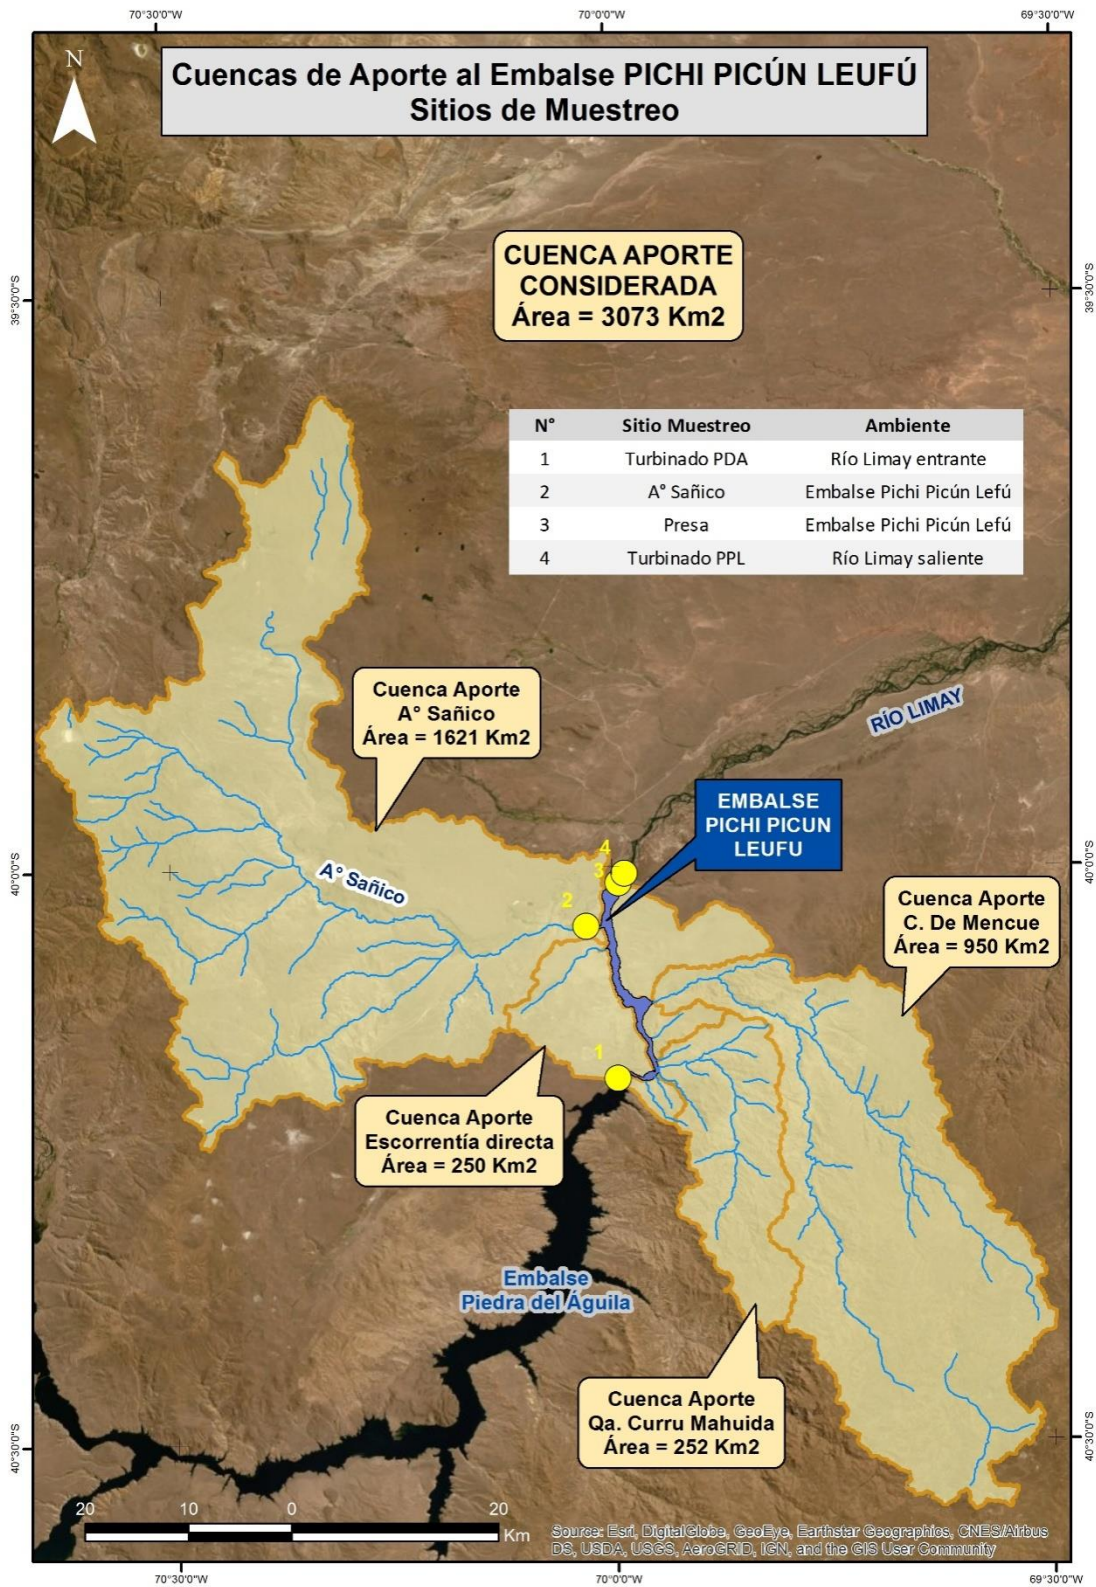 70°30'0"W
70°0'0"W
69°30'0"W
N
Cuencas de Aporte al Embalse PICHI PICÚN LEUFÚ
Sitios de Muestreo
CUENCA APORTE
CONSIDERADA
Área = 3073 Km2
39°30'0"S
39°30'0"S
N° Sitio Muestreo Ambiente
1 Turbinado PDA Río Limay entrante
2 A° Sañico Embalse Pichi Picún Lefú
3 Presa Embalse Pichi Picún Lefú
4 Turbinado PPL Río Limay saliente
Cuenca Aporte
A° Sañico
Área = 1621 Km2
RÍO LIMAY
EMBALSE
PICHI PICUN
LEUFU
4
3
2
1
A° Sañico
40°0'0"S
40°0'0"S
Cuenca Aporte
C. De Mencue
Área = 950 Km2
Cuenca Aporte
Escorrentía directa
Área = 250 Km2
Embalse
Piedra del Águila
Cuenca Aporte
Qa. Curru Mahuida
Área = 252 Km2
40°30'0"S
40°30'0"S
20 10 0 20
Km
Source: Esri, DigitalGlobe, GeoEye, Earthstar Geographics, CNES/Airbus
DS, USDA, USGS, AeroGRID, IGN, and the GIS User Community
70°30'0"W
70°0'0"W
69°30'0"W